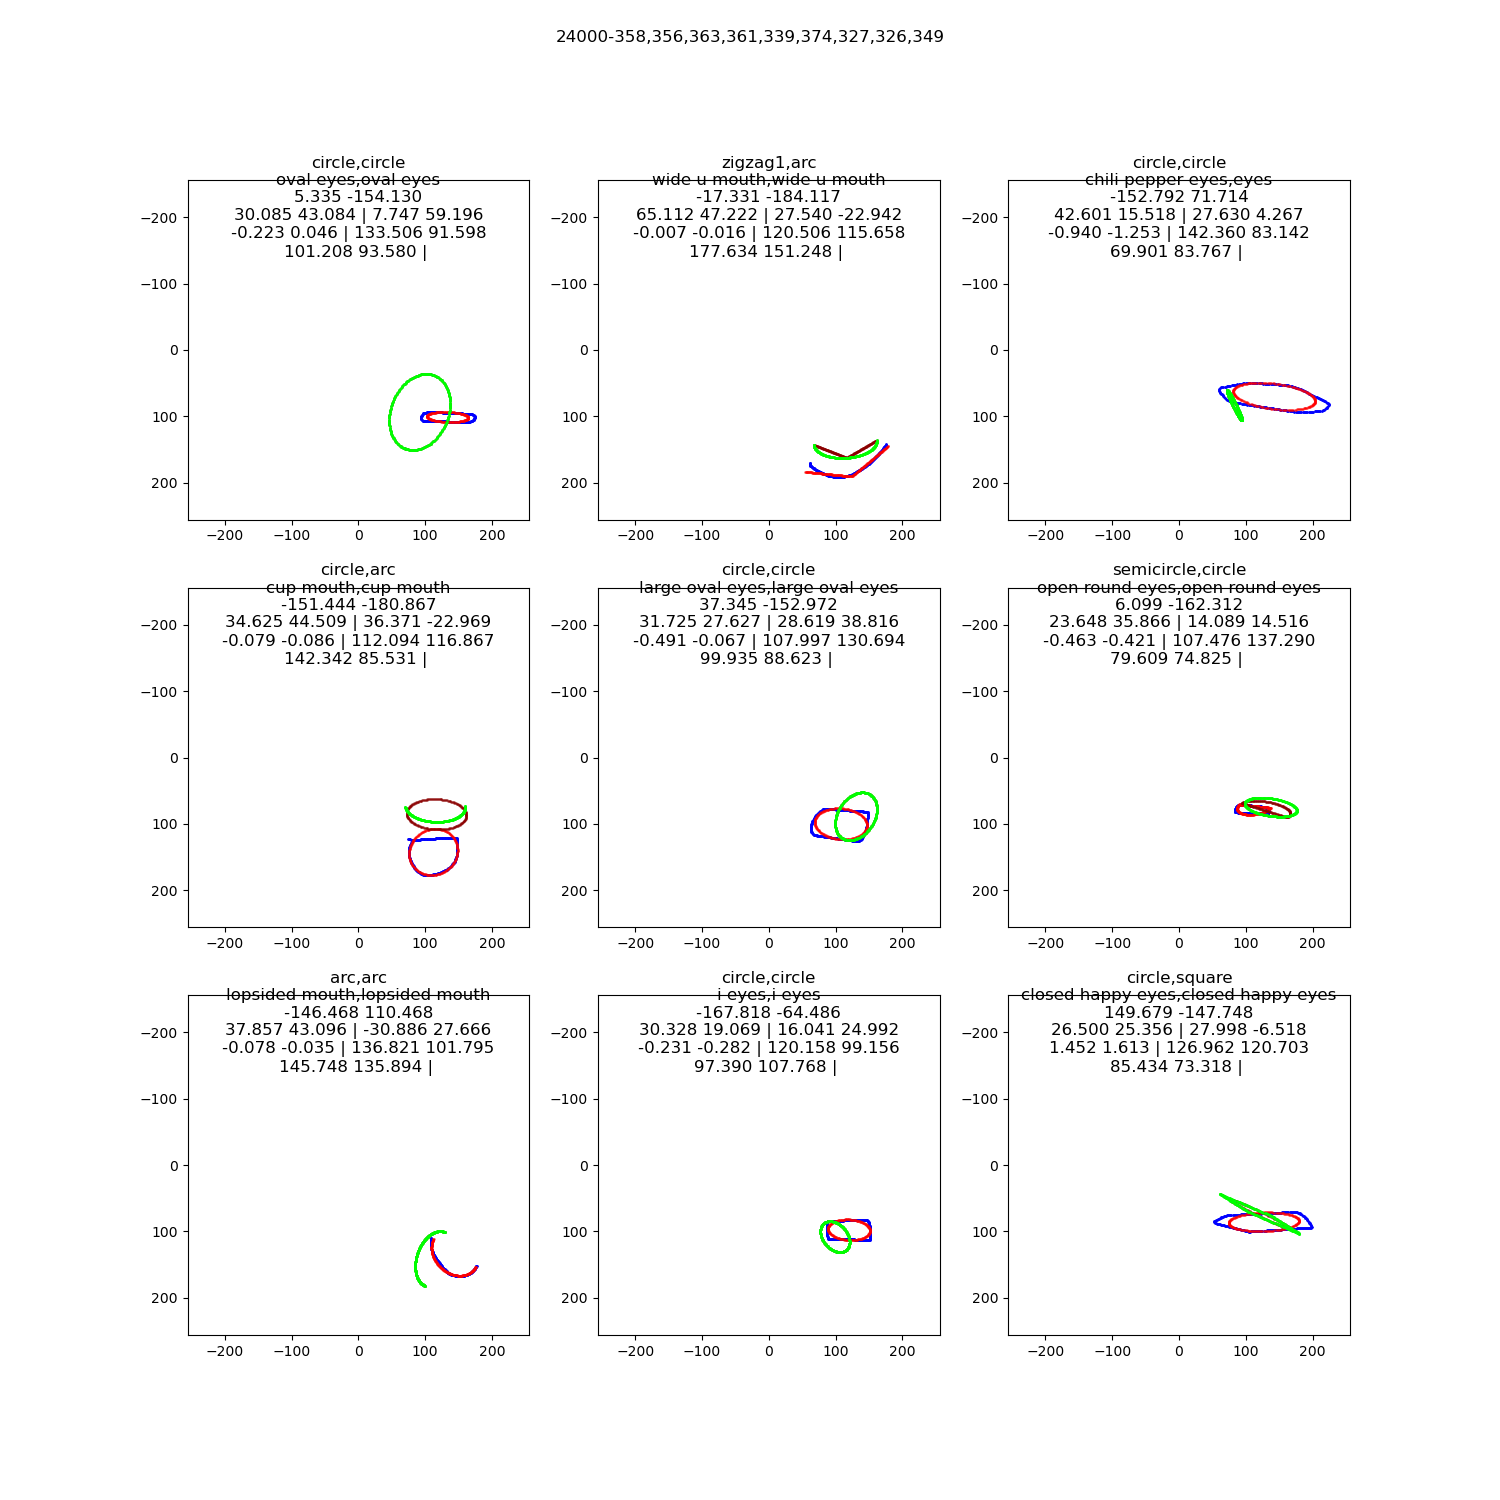 24000-358,356,363,361,339,374,327,326,349
circle,circle
oval eyes,oval eyes
5.335 -154.130
30.085 43.084 | 7.747 59.196
-0.223 0.046 | 133.506 91.598
101.208 93.580 |
−200
−100
0
100
200
−200 −100 0 100 200
zigzag1,arc
wide u mouth,wide u mouth
-17.331 -184.117
65.112 47.222 | 27.540 -22.942
-0.007 -0.016 | 120.506 115.658
177.634 151.248 |
−200
−100
0
100
200
−200 −100 0 100 200
circle,circle
chili pepper eyes,eyes
-152.792 71.714
42.601 15.518 | 27.630 4.267
-0.940 -1.253 | 142.360 83.142
69.901 83.767 |
−200
−100
0
100
200
−200 −100 0 100 200
circle,arc
cup mouth,cup mouth
-151.444 -180.867
34.625 44.509 | 36.371 -22.969
-0.079 -0.086 | 112.094 116.867
142.342 85.531 |
−200
−100
0
100
200
−200 −100 0 100 200
circle,circle
large oval eyes,large oval eyes
37.345 -152.972
31.725 27.627 | 28.619 38.816
-0.491 -0.067 | 107.997 130.694
99.935 88.623 |
−200
−100
0
100
200
−200 −100 0 100 200
semicircle,circle
open round eyes,open round eyes
6.099 -162.312
23.648 35.866 | 14.089 14.516
-0.463 -0.421 | 107.476 137.290
79.609 74.825 |
−200
−100
0
100
200
−200 −100 0 100 200
arc,arc
lopsided mouth,lopsided mouth
-146.468 110.468
37.857 43.096 | -30.886 27.666
-0.078 -0.035 | 136.821 101.795
145.748 135.894 |
−200
−100
0
100
200
−200 −100 0 100 200
circle,circle
i eyes,i eyes
-167.818 -64.486
30.328 19.069 | 16.041 24.992
-0.231 -0.282 | 120.158 99.156
97.390 107.768 |
−200
−100
0
100
200
−200 −100 0 100 200
circle,square
closed happy eyes,closed happy eyes
149.679 -147.748
26.500 25.356 | 27.998 -6.518
1.452 1.613 | 126.962 120.703
85.434 73.318 |
−200
−100
0
100
200
−200 −100 0 100 200